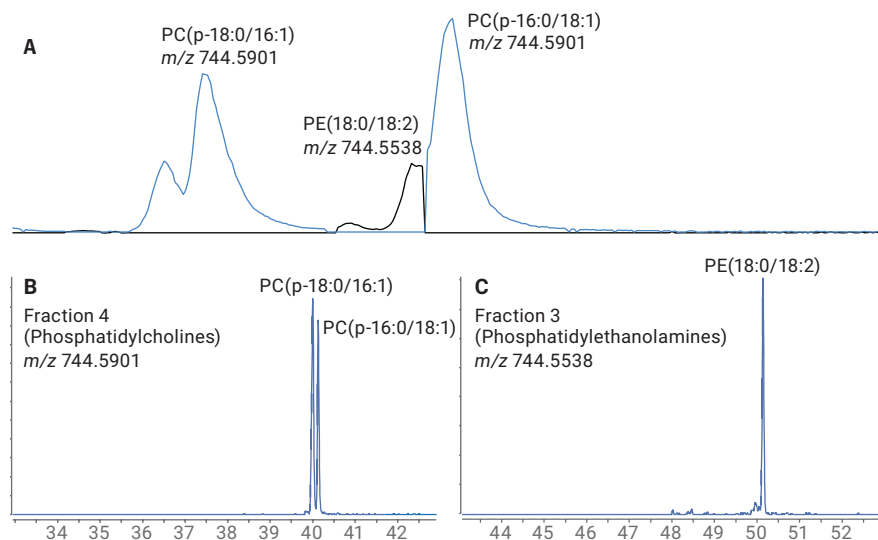 A
PC(p-18:0/16:1)
m/z 744.5901
PE(18:0/18:2)
m/z 744.5538
PC(p-16:0/18:1)
m/z 744.5901
B
Fraction 4
(Phosphatidylcholines)
m/z 744.5901
PC(p-18:0/16:1)
PC(p-16:0/18:1)
34 35 36 37 38 39 40 41 42
C
Fraction 3
(Phosphatidylethanolamines)
m/z 744.5538
PE(18:0/18:2)
44 45 46 47 48 49 50 51 52